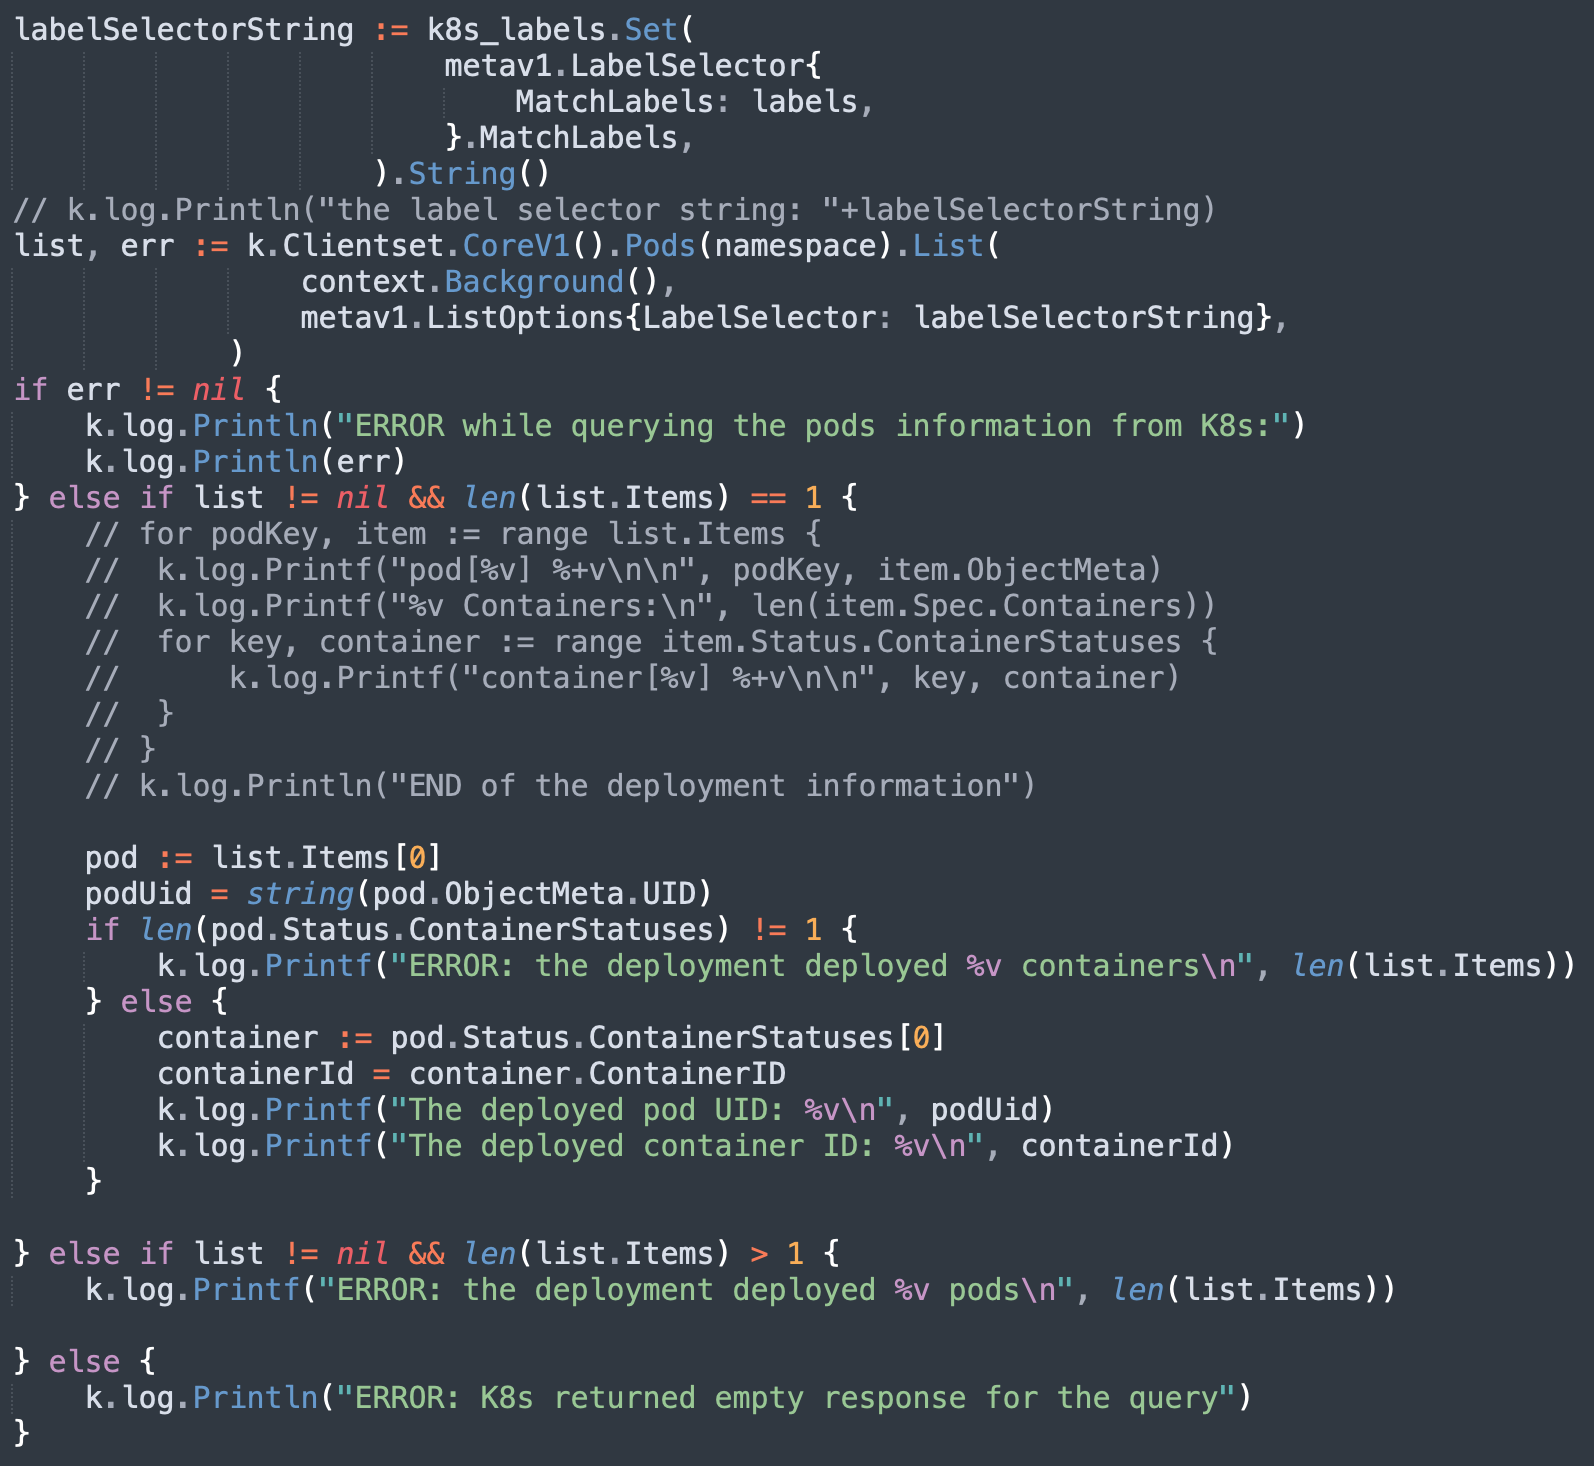 labelSelectorString := k8s_labels.Set(
                        metav1.LabelSelector{
                            MatchLabels: labels,
                        }.MatchLabels,
                    ).String()
// k.log.Println("the label selector string: "+labelSelectorString)
list, err := k.Clientset.CoreV1().Pods(namespace).List(
                context.Background(),
                metav1.ListOptions{LabelSelector: labelSelectorString},
            )
if err != nil {
    k.log.Println("ERROR while querying the pods information from K8s:")
    k.log.Println(err)
} else if list != nil && len(list.Items) == 1 {
    // for podKey, item := range list.Items {
    //  k.log.Printf("pod[%v] %+v\n\n", podKey, item.ObjectMeta)
    //  k.log.Printf("%v Containers:\n", len(item.Spec.Containers))
    //  for key, container := range item.Status.ContainerStatuses {
    //      k.log.Printf("container[%v] %+v\n\n", key, container)
    //  }
    // }
    // k.log.Println("END of the deployment information")

    pod := list.Items[0]
    podUid = string(pod.ObjectMeta.UID)
    if len(pod.Status.ContainerStatuses) != 1 {
        k.log.Printf("ERROR: the deployment deployed %v containers\n", len(list.Items))
    } else {
        container := pod.Status.ContainerStatuses[0]
        containerId = container.ContainerID
        k.log.Printf("The deployed pod UID: %v\n", podUid)
        k.log.Printf("The deployed container ID: %v\n", containerId)
    }

} else if list != nil && len(list.Items) > 1 {
    k.log.Printf("ERROR: the deployment deployed %v pods\n", len(list.Items))

} else {
    k.log.Println("ERROR: K8s returned empty response for the query")
}